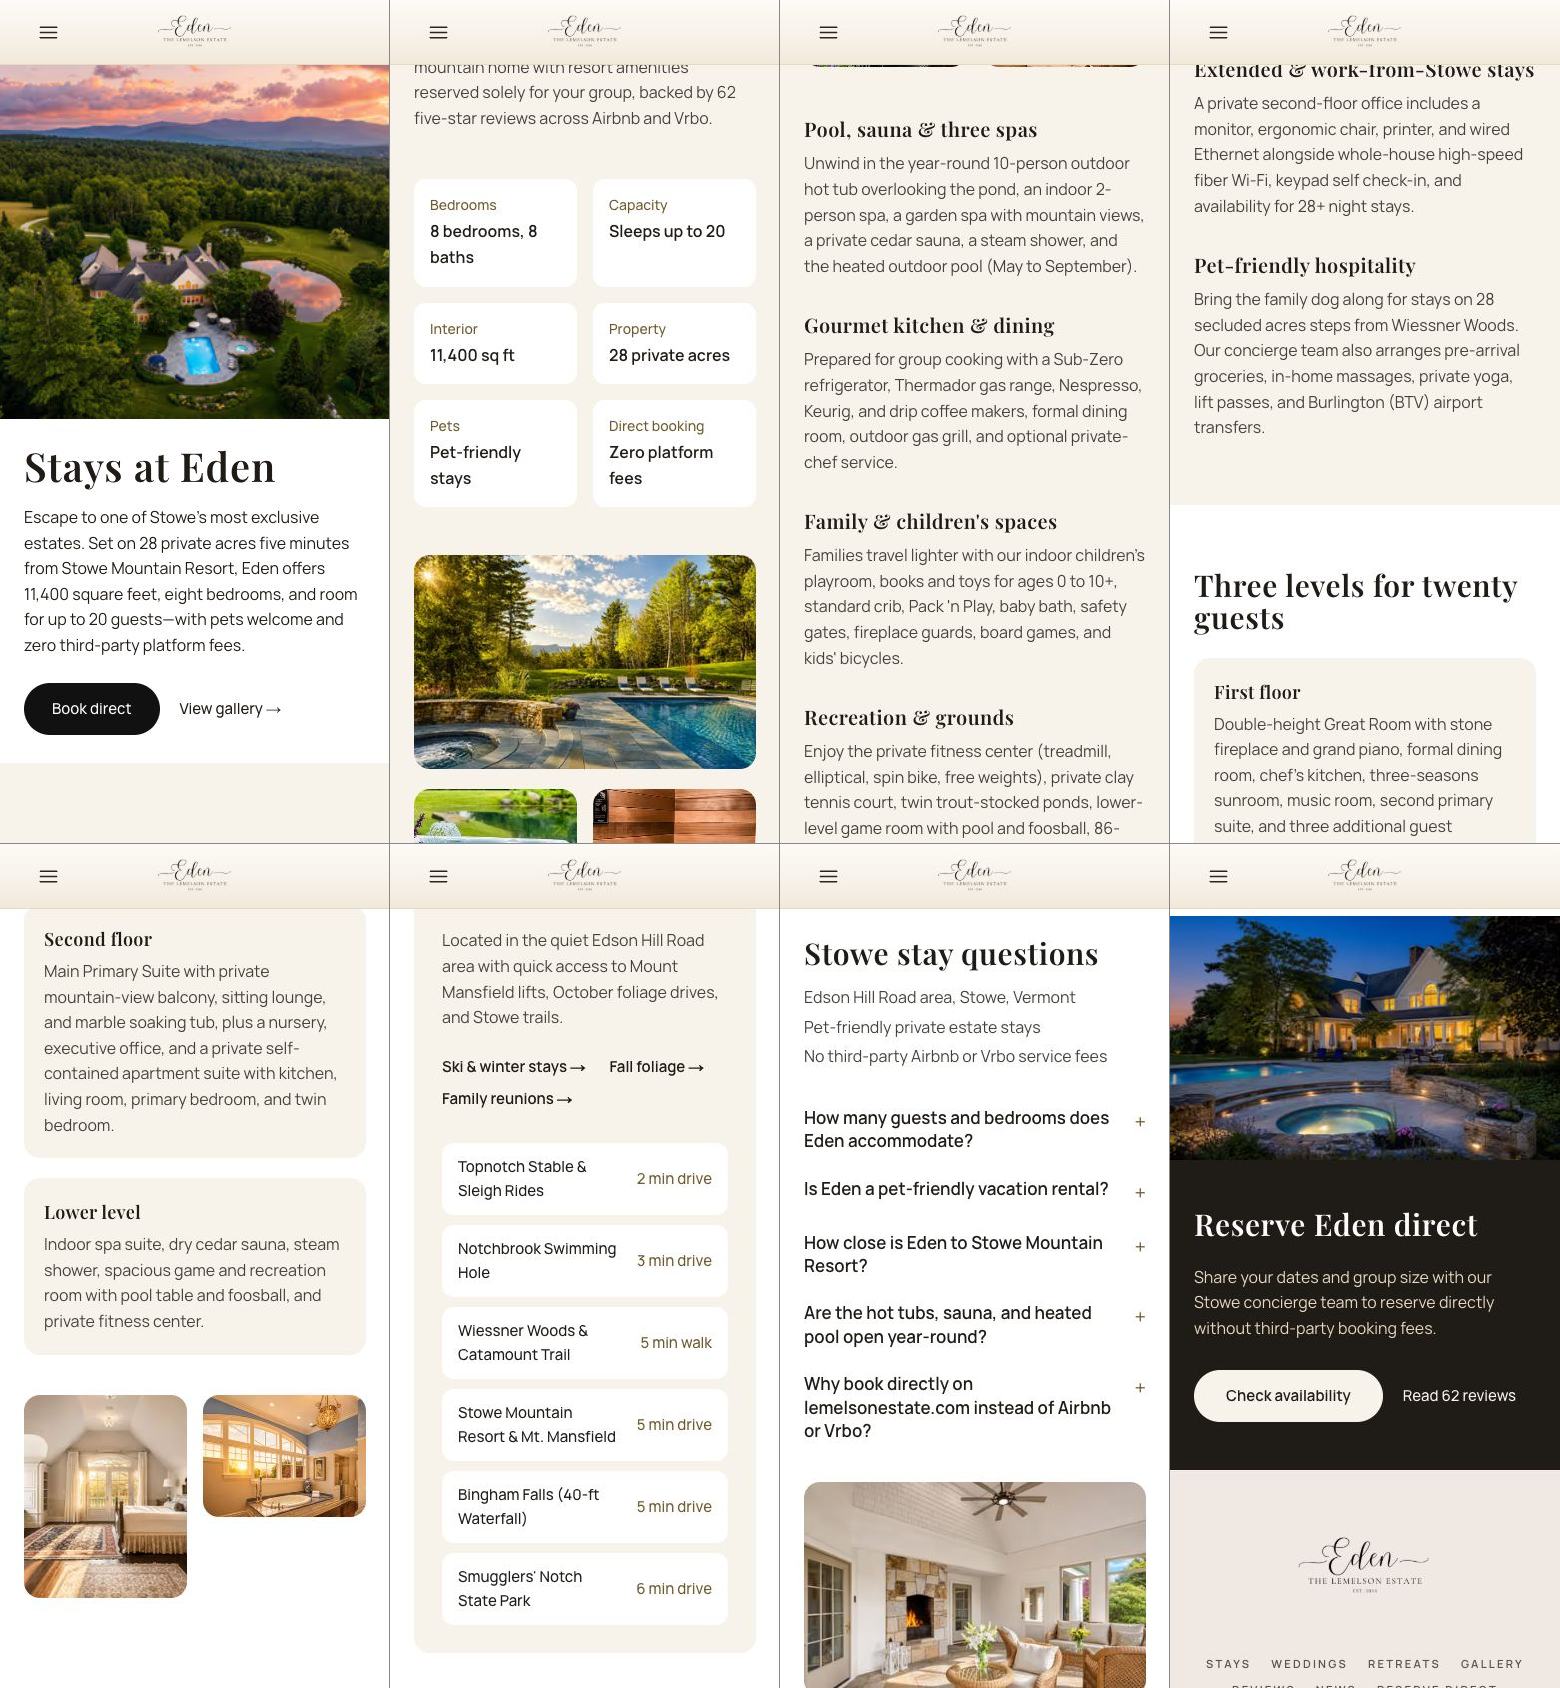 Eden
THE LEMELSON ESTATE
Stays at Eden
Escape to one of Stowe's most exclusive
estates. Set on 28 private acres five minutes
from Stowe Mountain Resort, Eden offers
11,400 square feet, eight bedrooms, and room
for up to 20 guests—with pets welcome and
zero third-party platform fees.
Book direct
View gallery →
Eden
THE LEMELSON ESTATE
mountain home with resort amenities
reserved solely for your group, backed by 62
five-star reviews across Airbnb and Vrbo.
Bedrooms
8 bedrooms, 8
baths
Capacity
Sleeps up to 20
Interior
11,400 sq ft
Property
28 private acres
Pets
Pet-friendly
stays
Direct booking
Zero platform
fees
Eden
THE LEMELSON ESTATE
Pool, sauna & three spas
Unwind in the year-round 10-person outdoor
hot tub overlooking the pond, an indoor 2-
person spa, a garden spa with mountain views,
a private cedar sauna, a steam shower, and
the heated outdoor pool (May to September).
Gourmet kitchen & dining
Prepared for group cooking with a Sub-Zero
refrigerator, Thermador gas range, Nespresso,
Keurig, and drip coffee makers, formal dining
room, outdoor gas grill, and optional private-
chef service.
Family & children's spaces
Families travel lighter with our indoor children's
playroom, books and toys for ages 0 to 10+,
standard crib, Pack 'n Play, baby bath, safety
gates, fireplace guards, board games, and
kids' bicycles.
Recreation & grounds
Enjoy the private fitness center (treadmill,
elliptical, spin bike, free weights), private clay
tennis court, twin trout-stocked ponds, lower-
level game room with pool and foosball, 86-
Eden
THE LEMELSON ESTATE
Extended & work-from-Stowe stays
A private second-floor office includes a
monitor, ergonomic chair, printer, and wired
Ethernet alongside whole-house high-speed
fiber Wi-Fi, keypad self check-in, and
availability for 28+ night stays.
Pet-friendly hospitality
Bring the family dog along for stays on 28
secluded acres steps from Wiessner Woods.
Our concierge team also arranges pre-arrival
groceries, in-home massages, private yoga,
lift passes, and Burlington (BTV) airport
transfers.
Three levels for twenty
guests
First floor
Double-height Great Room with stone
fireplace and grand piano, formal dining
room, chef's kitchen, three-seasons
sunroom, music room, second primary
suite, and three additional guest
Eden
THE LEMELSON ESTATE
Second floor
Main Primary Suite with private
mountain-view balcony, sitting lounge,
and marble soaking tub, plus a nursery,
executive office, and a private self-
contained apartment suite with kitchen,
living room, primary bedroom, and twin
bedroom.
Lower level
Indoor spa suite, dry cedar sauna, steam
shower, spacious game and recreation
room with pool table and foosball, and
private fitness center.
Eden
THE LEMELSON ESTATE
Located in the quiet Edson Hill Road
area with quick access to Mount
Mansfield lifts, October foliage drives,
and Stowe trails.
Ski & winter stays →
Fall foliage →
Family reunions →
Topnotch Stable &
Sleigh Rides
2 min drive
Notchbrook Swimming
Hole
3 min drive
Wiessner Woods &
Catamount Trail
5 min walk
Stowe Mountain
Resort & Mt. Mansfield
5 min drive
Bingham Falls (40-ft
Waterfall)
5 min drive
Smugglers' Notch
State Park
6 min drive
Eden
THE LEMELSON ESTATE
Stowe stay questions
Edson Hill Road area, Stowe, Vermont
Pet-friendly private estate stays
No third-party Airbnb or Vrbo service fees
How many guests and bedrooms does
Eden accommodate?
+
Is Eden a pet-friendly vacation rental?
+
How close is Eden to Stowe Mountain
Resort?
+
Are the hot tubs, sauna, and heated
pool open year-round?
+
Why book directly on
lemelsonestate.com instead of Airbnb
or Vrbo?
+
Eden
THE LEMELSON ESTATE
Reserve Eden direct
Share your dates and group size with our
Stowe concierge team to reserve directly
without third-party booking fees.
Check availability
Read 62 reviews
Eden
THE LEMELSON ESTATE
STAYS WEDDINGS RETREATS GALLERY
REVIEWS NEWS RESERVE DIRECT